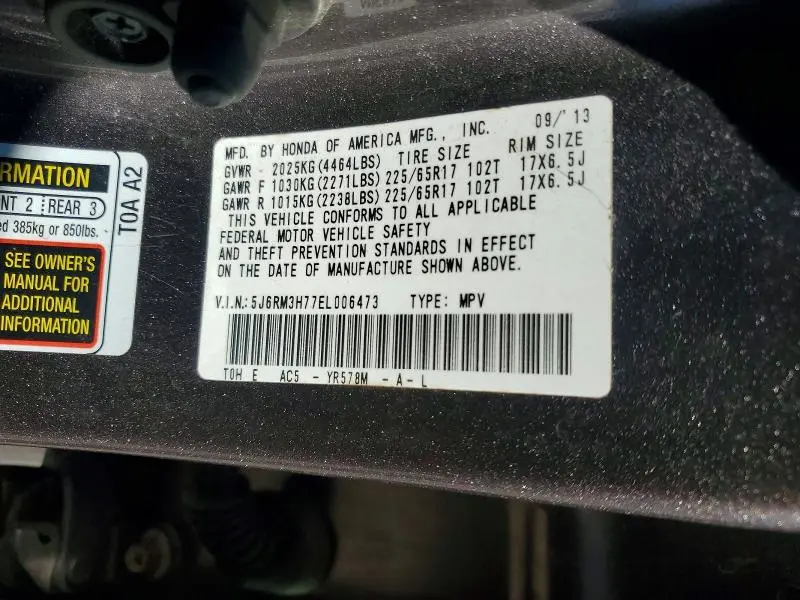 RMATION
NT 2 REAR 3
ed 385kg or 850lbs.
SEE OWNER'S
MANUAL FOR
ADDITIONAL
INFORMATION
T0A A2
MFD. BY HONDA OF AMERICA MFG., INC. 09/'13
GVWR - 2025KG(4464LBS) TIRE SIZE RIM SIZE
GAWR F 1030KG(2271LBS) 225/65R17 102T 17X6.5J
GAWR R 1015KG(2238LBS) 225/65R17 102T 17X6.5J
THIS VEHICLE CONFORMS TO ALL APPLICABLE
FEDERAL MOTOR VEHICLE SAFETY
AND THEFT PREVENTION STANDARDS IN EFFECT
ON THE DATE OF MANUFACTURE SHOWN ABOVE.
V.I.N.: 5J6RM3H77EL006473 TYPE: MPV
T0H E AC5 - YR578M - A - L